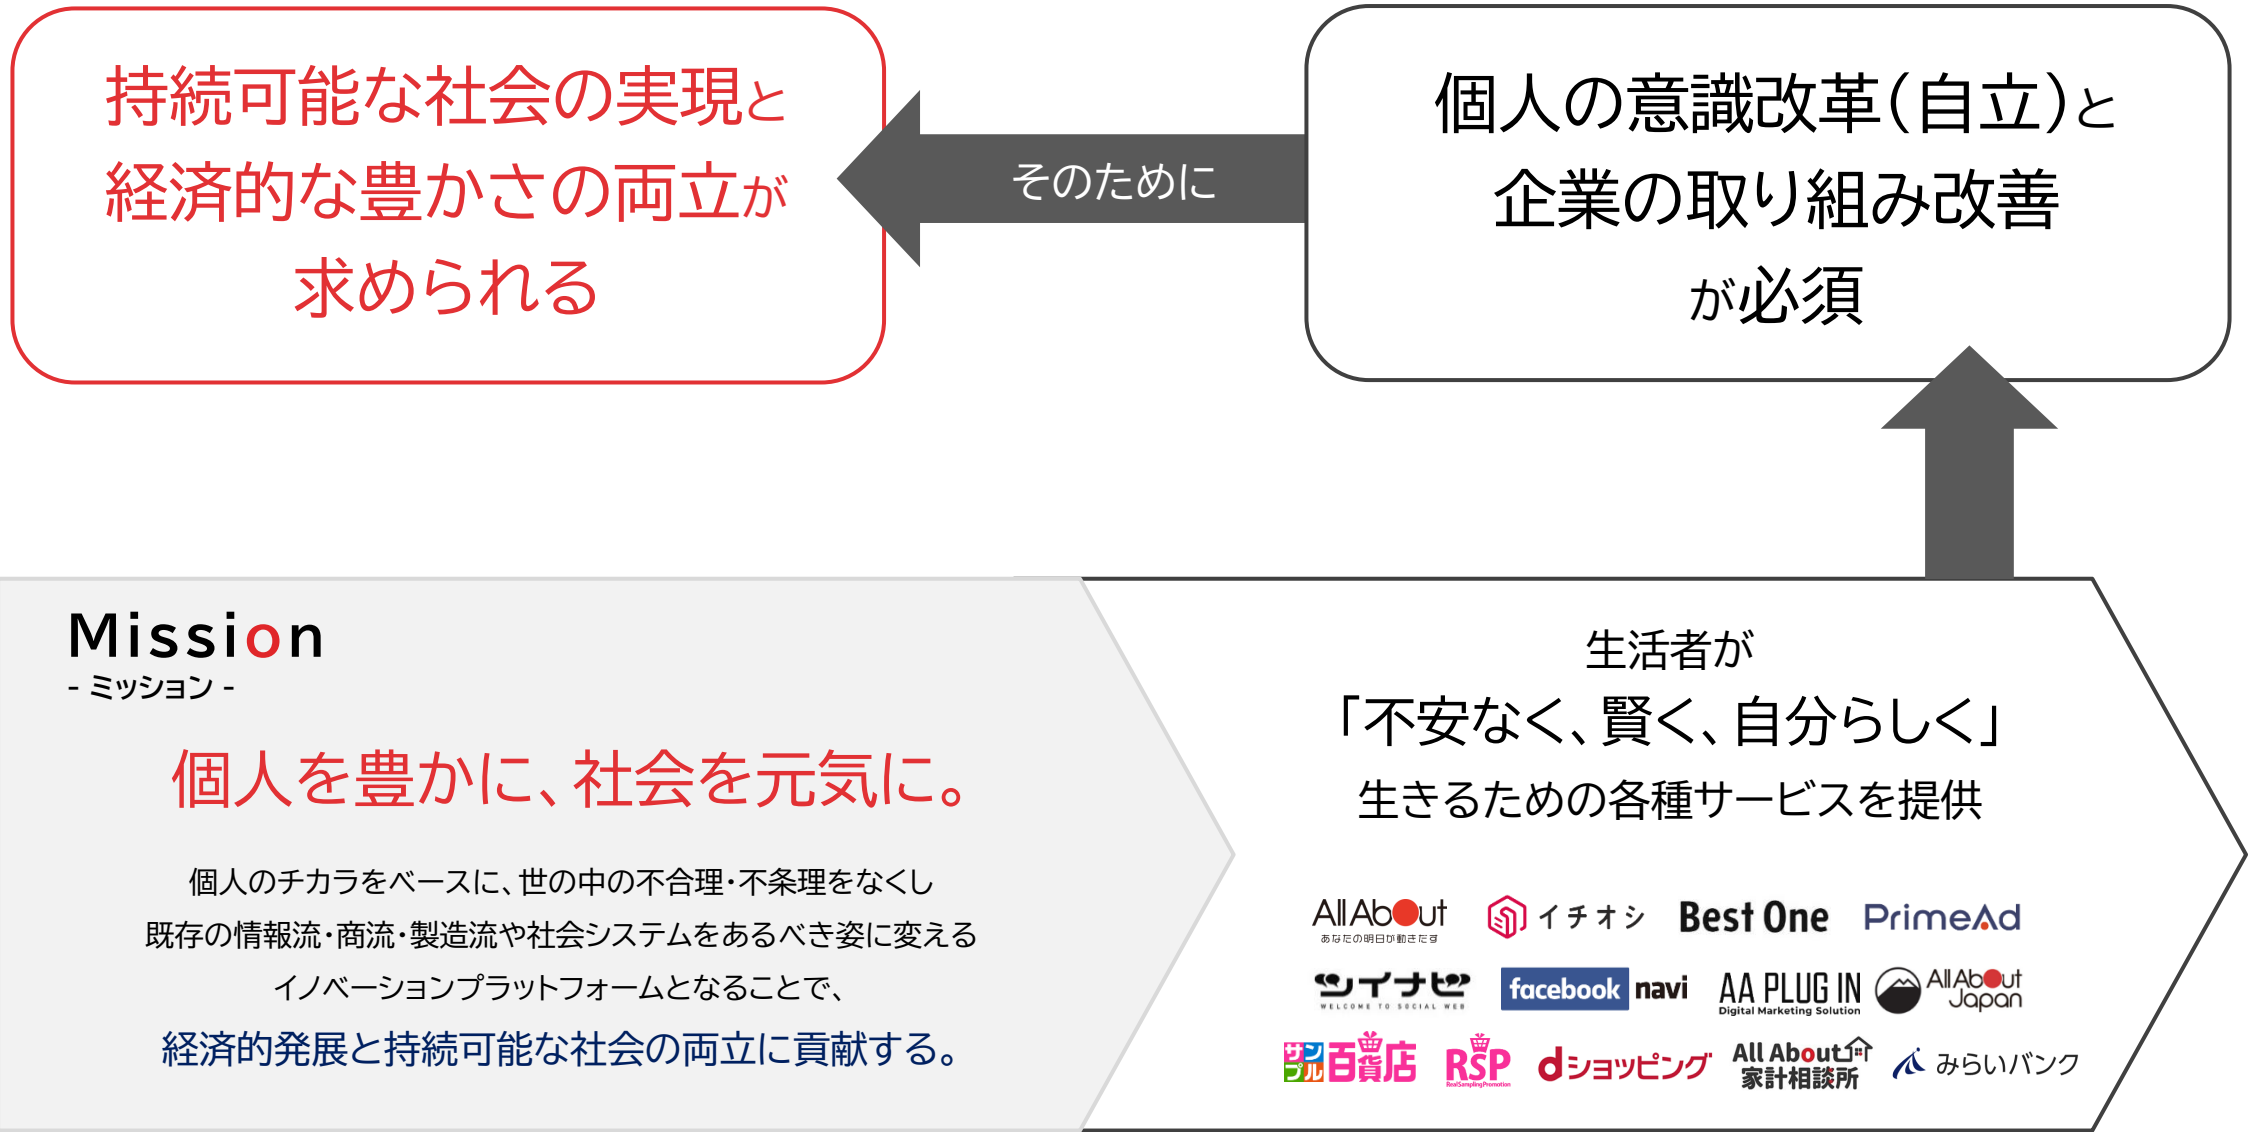 持続可能な社会の実現と
経済的な豊かさの両立が
求められる
そのために
個人の意識改革(自立)と
企業の取り組み改善
が必須
Mission
- ミッション -
個人を豊かに、社会を元気に。
個人のチカラをベースに、世の中の不合理・不条理をなくし
既存の情報流・商流・製造流や社会システムをあるべき姿に変える
イノベーションプラットフォームとなることで、
経済的発展と持続可能な社会の両立に貢献する。
生活者が
「不安なく、賢く、自分らしく」
生きるための各種サービスを提供
All About
あなたの明日が動きだす
イチオシ
Best One
PrimeAd
ツイナビ
WELCOME TO SOCIAL WEB
facebook navi
AA PLUG IN
Digital Marketing Solution
All About
Japan
サンプル百貨店
RSP
RealSamplingPromotion
dショッピング
All About
家計相談所
みらいバンク